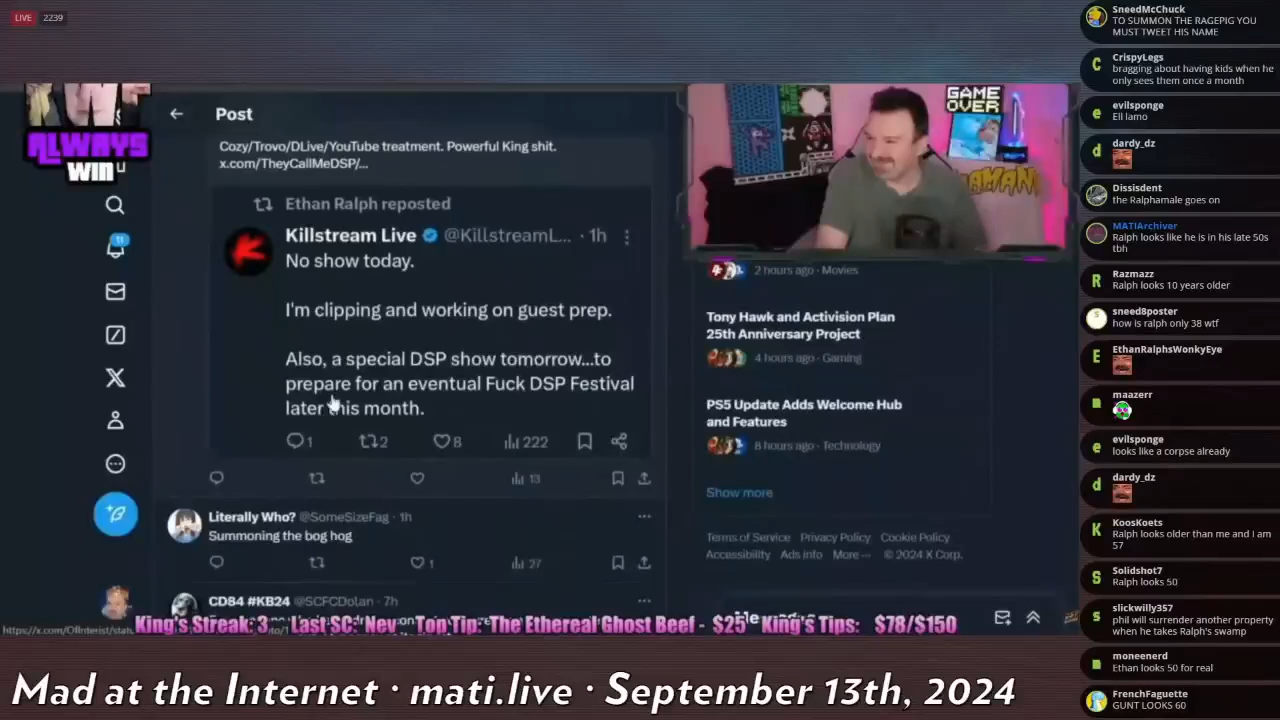 LIVE 2239
ALWAYS
WIN
Post
Cozy/Trovo/DLive/YouTube treatment. Powerful King shit.
x.com/TheyCallMeDSP/...
Ethan Ralph reposted
Killstream Live @KillstreamL... · 1h
No show today.
I'm clipping and working on guest prep.
Also, a special DSP show tomorrow...to
prepare for an eventual Fuck DSP Festival
later this month.
1 2 8 222
13
Literally Who? @SomeSizeFag · 1h
Summoning the bog hog
1 27
CD84 #KB24 @SCFCDolan · 7h
11
GAME
OVER
2 hours ago · Movies
Tony Hawk and Activision Plan
25th Anniversary Project
4 hours ago · Gaming
PS5 Update Adds Welcome Hub
and Features
8 hours ago · Technology
Show more
Terms of Service Privacy Policy Cookie Policy
Accessibility Ads info More ··· © 2024 X Corp.
King's Streak: 3 Last SC: Nev Top Tip: The Ethereal Ghost Beef - $25 King's Tips: $78/$150
Mad at the Internet · mati.live · September 13th, 2024
SneedMcChuck
TO SUMMON THE RAGEPIG YOU
MUST TWEET HIS NAME
CrispyLegs
bragging about having kids when he
only sees them once a month
evilsponge
Ell lamo
dardy_dz
Dissisdent
the Ralphamale goes on
MATIArchiver
Ralph looks like he is in his late 50s
tbh
Razmazz
Ralph looks 10 years older
sneed8poster
how is ralph only 38 wtf
EthanRalphsWonkyEye
maazerr
evilsponge
looks like a corpse already
dardy_dz
KoosKoets
Ralph looks older than me and I am
57
Solidshot7
Ralph looks 50
slickwilly357
phil will surrender another property
when he takes Ralph's swamp
moneenerd
Ethan looks 50 for real
FrenchFaguette
GUNT LOOKS 60